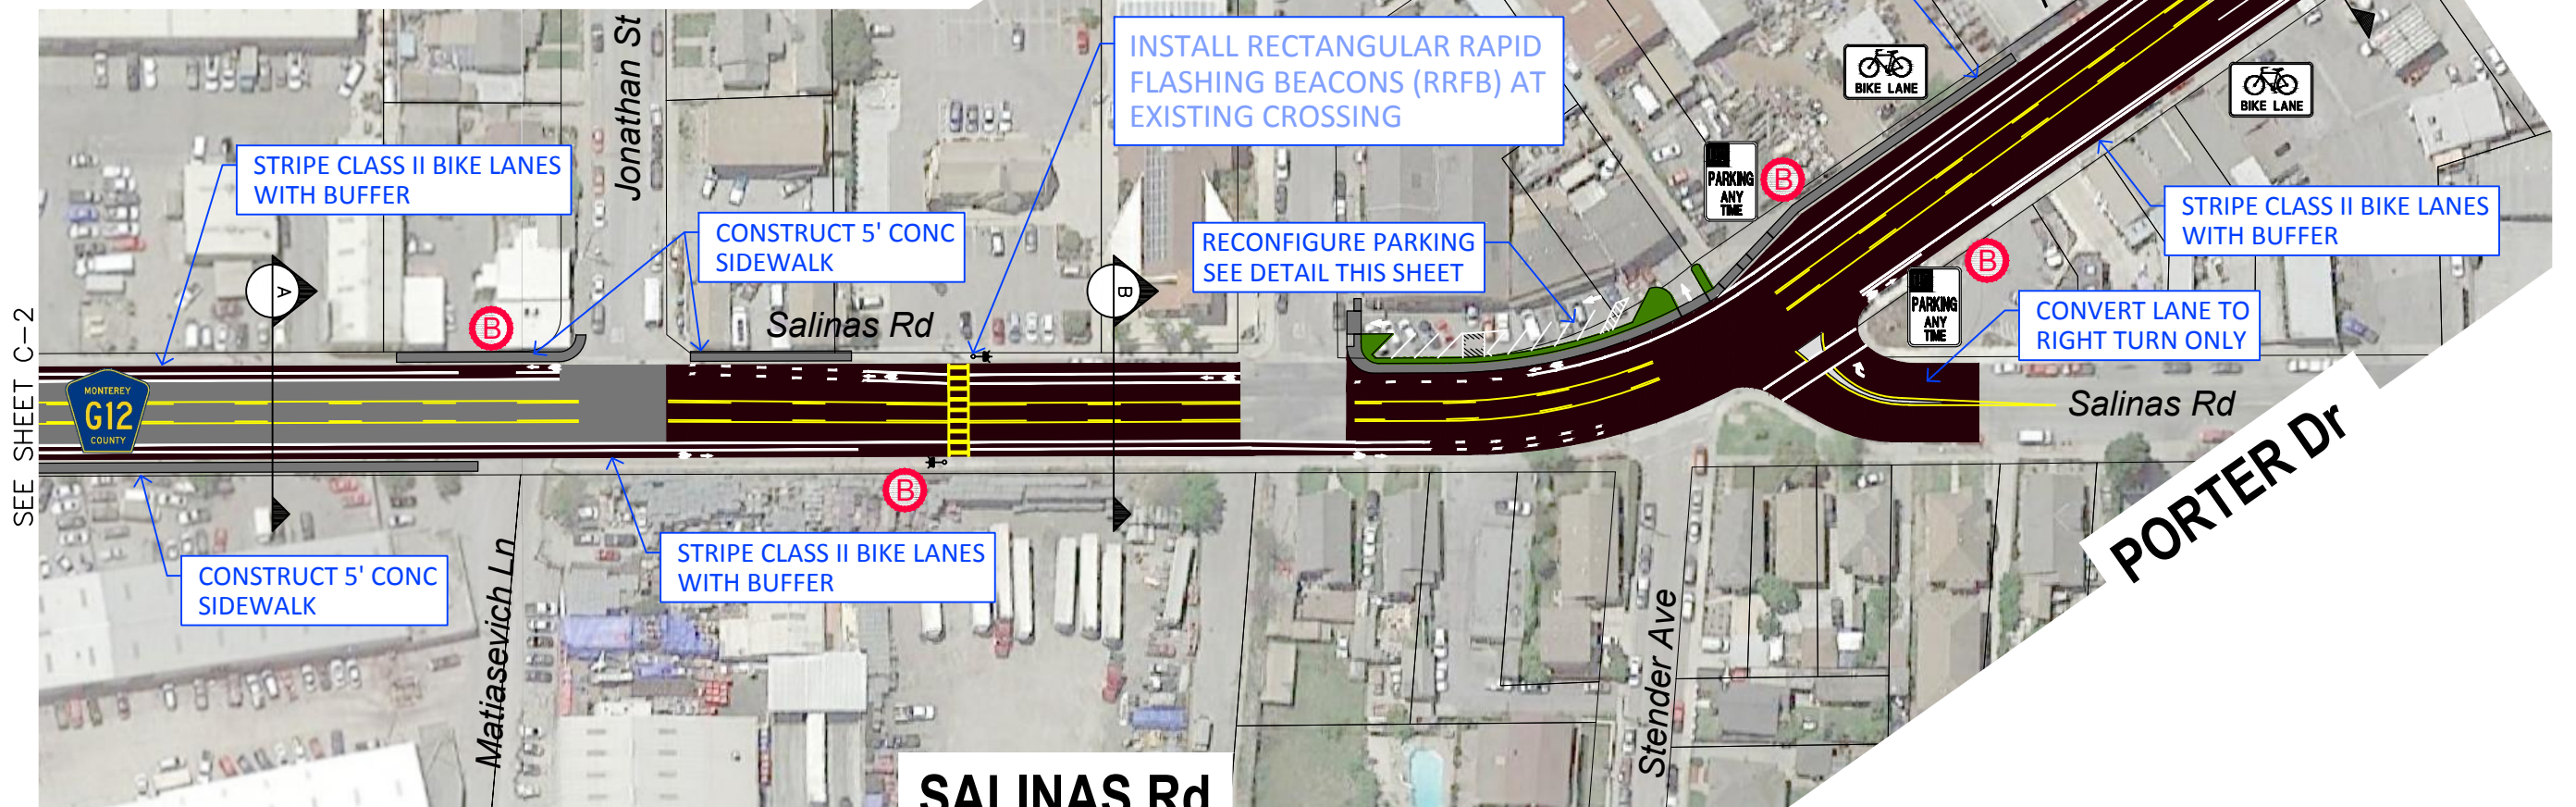 Jonathan St
INSTALL RECTANGULAR RAPID
FLASHING BEACONS (RRFB) AT
EXISTING CROSSING
BIKE LANE
BIKE LANE
STRIPE CLASS II BIKE LANES
WITH BUFFER
PARKING
ANY
TIME
B
STRIPE CLASS II BIKE LANES
WITH BUFFER
CONSTRUCT 5' CONC
SIDEWALK
RECONFIGURE PARKING
SEE DETAIL THIS SHEET
B
PARKING
ANY
TIME
A
B
CONVERT LANE TO
RIGHT TURN ONLY
SEE SHEET C-2
B
Salinas Rd
MONTEREY
G12
COUNTY
Salinas Rd
PORTER Dr
B
CONSTRUCT 5' CONC
SIDEWALK
Matiasevich Ln
STRIPE CLASS II BIKE LANES
WITH BUFFER
Stender Ave
SALINAS Rd